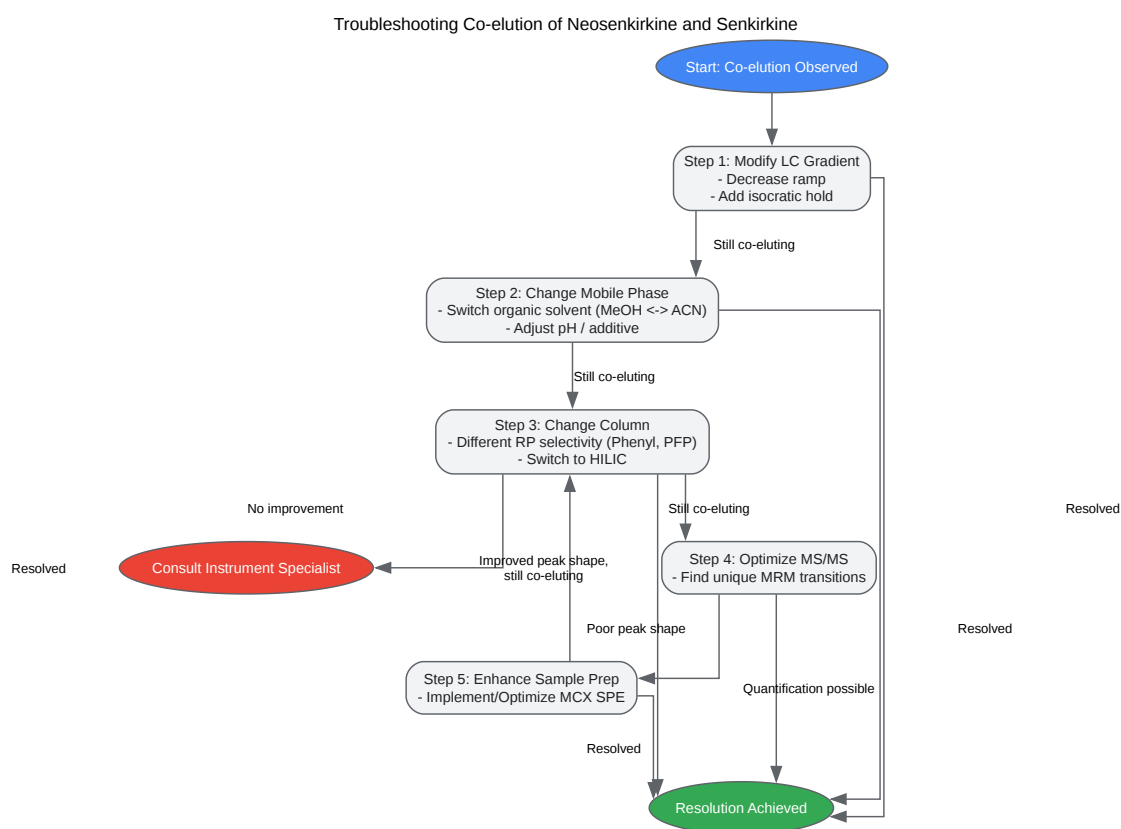 Troubleshooting Co-elution of Neosenkirkine and Senkirkine
Start: Co-elution Observed
Step 1: Modify LC Gradient
- Decrease ramp
- Add isocratic hold
Still co-eluting
Step 2: Change Mobile Phase
- Switch organic solvent (MeOH <-> ACN)
- Adjust pH / additive
Still co-eluting
Step 3: Change Column
- Different RP selectivity (Phenyl, PFP)
- Switch to HILIC
No improvement
Still co-eluting
Resolved
Resolved
Consult Instrument Specialist
Improved peak shape,
still co-eluting
Step 4: Optimize MS/MS
- Find unique MRM transitions
Poor peak shape
Resolved
Step 5: Enhance Sample Prep
- Implement/Optimize MCX SPE
Quantification possible
Resolved
Resolution Achieved